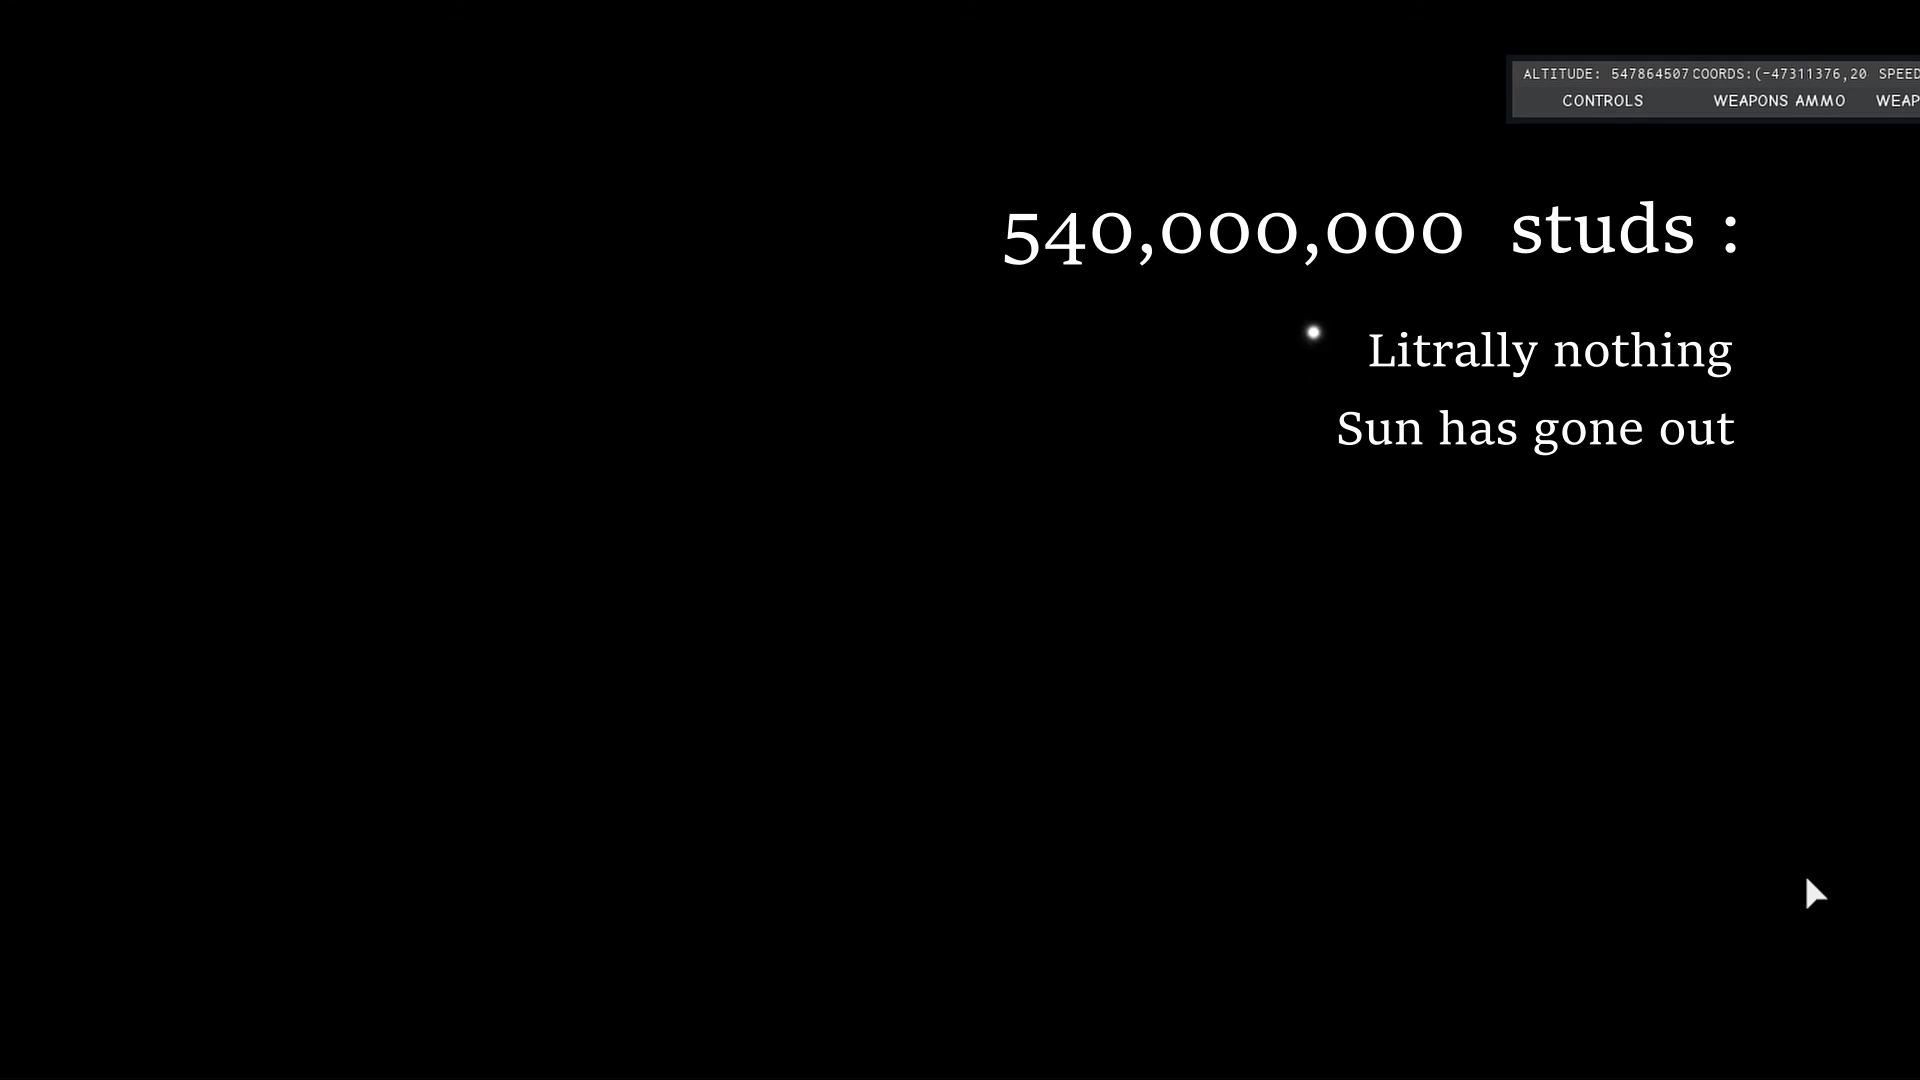 ALTITUDE: 547864507 COORDS:(-47311376,20 SPEED
CONTROLS WEAPONS AMMO WEAP
540,000,000 studs :
Litrally nothing
Sun has gone out